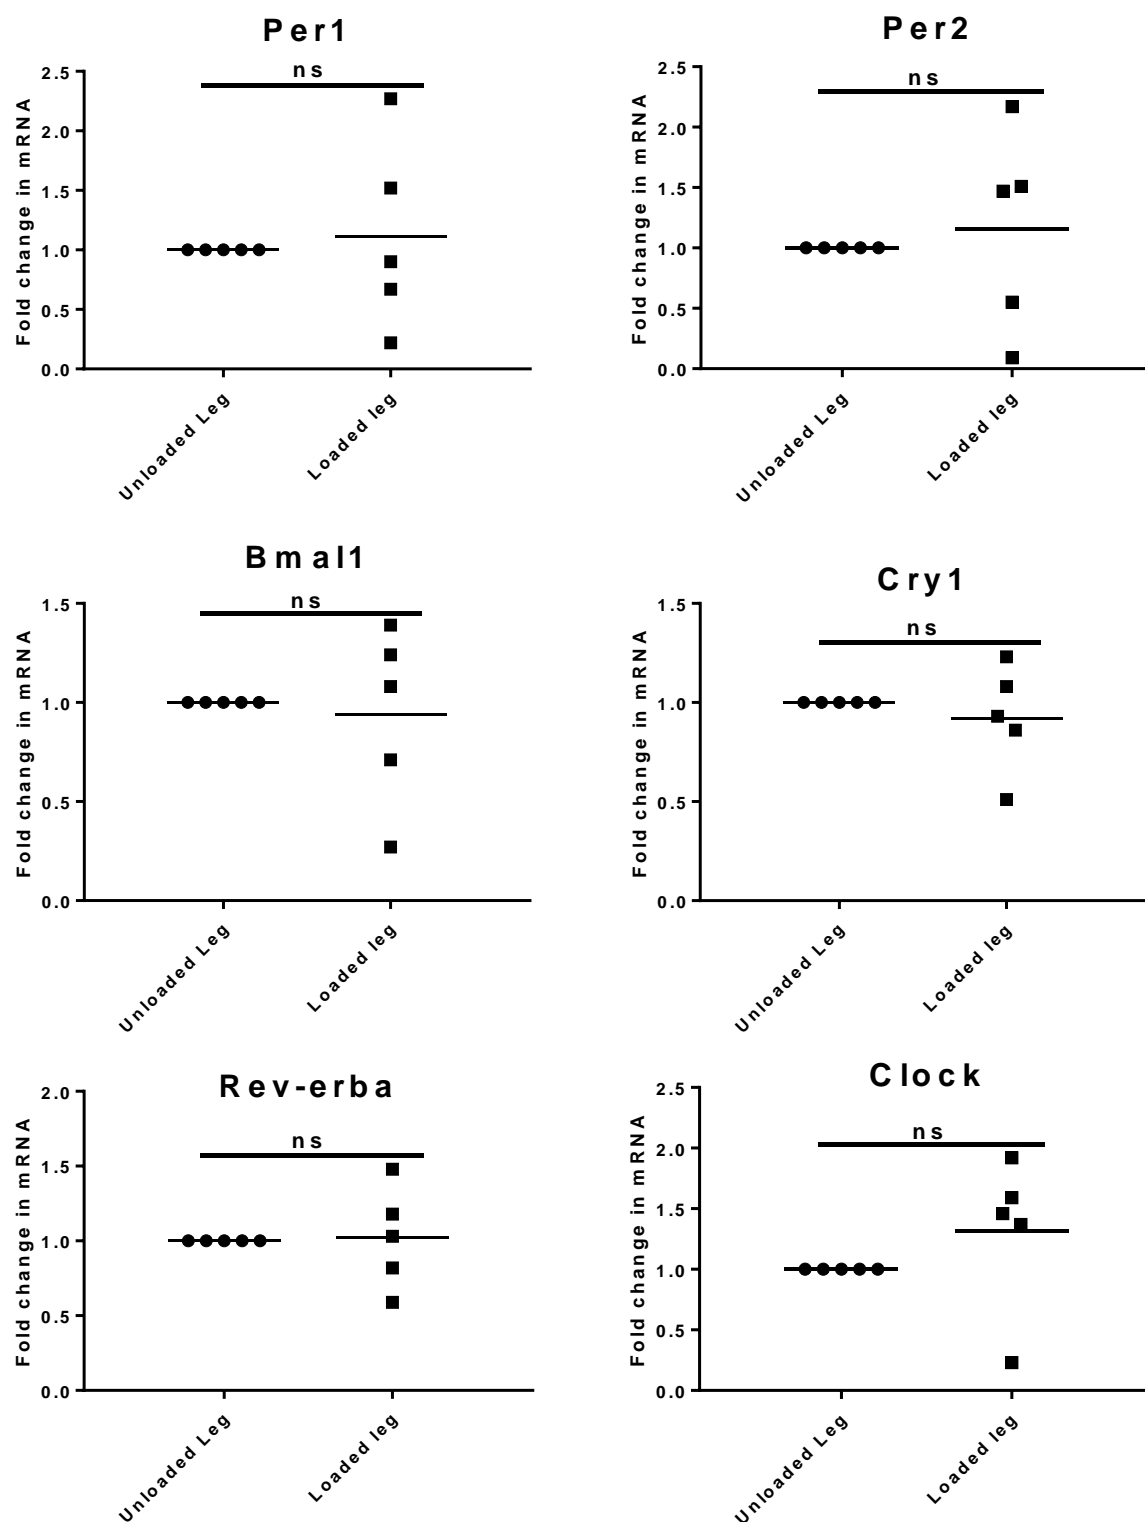 Per1
ns
Fold change in mRNA
2.5
2.0
1.5
1.0
0.5
0.0
Unloaded Leg
Loaded leg
Per2
ns
Fold change in mRNA
2.5
2.0
1.5
1.0
0.5
0.0
Unloaded Leg
Loaded leg
Bmal1
ns
Fold change in mRNA
1.5
1.0
0.5
0.0
Unloaded Leg
Loaded leg
Cry1
ns
Fold change in mRNA
1.5
1.0
0.5
0.0
Unloaded Leg
Loaded leg
Rev-erba
ns
Fold change in mRNA
2.0
1.5
1.0
0.5
0.0
Unloaded Leg
Loaded leg
Clock
ns
Fold change in mRNA
2.5
2.0
1.5
1.0
0.5
0.0
Unloaded Leg
Loaded leg